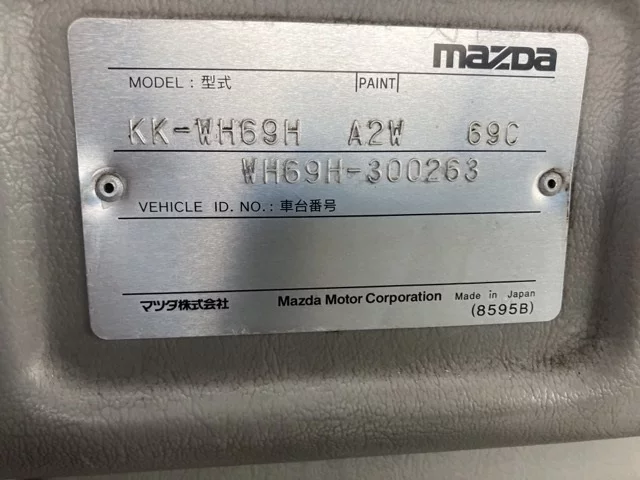 mazda
MODEL : 型式 PAINT
KK-WH69H A2W 69C
WH69H-300263
VEHICLE ID. NO. : 車台番号
マツダ株式会社 Mazda Motor Corporation Made in Japan
(8595B)